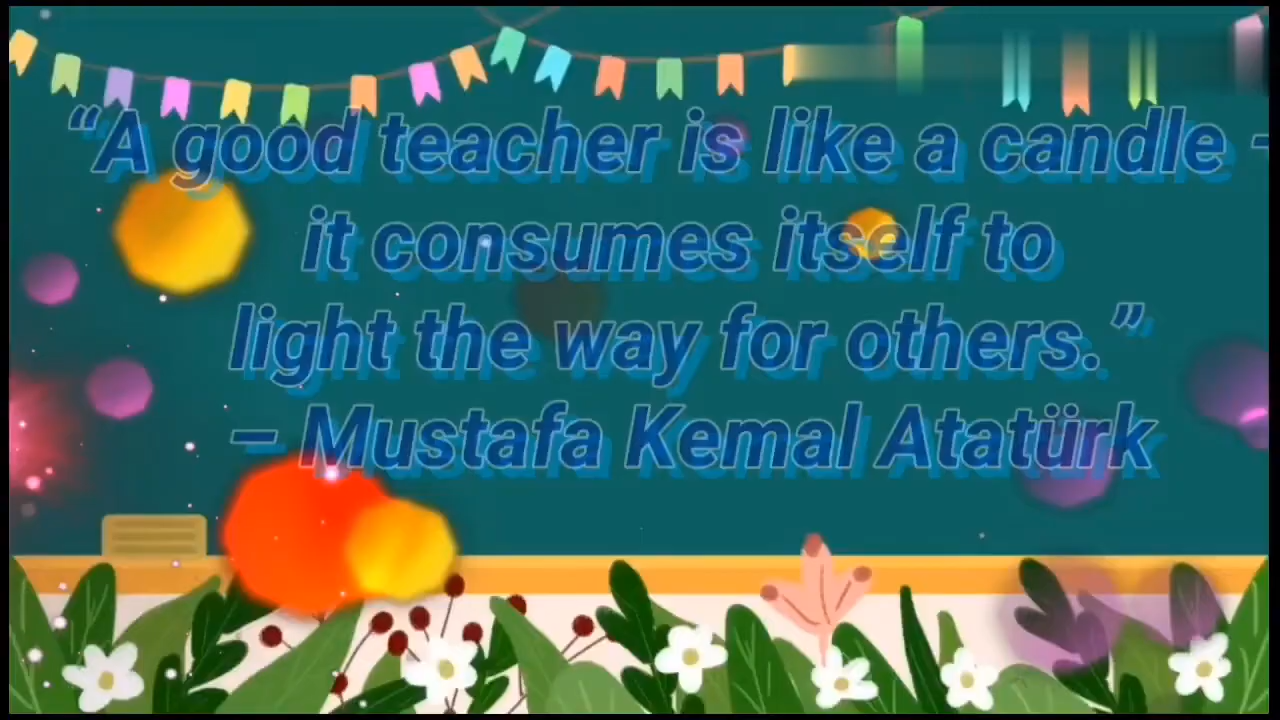 “A good teacher is like a candle -
it consumes itself to
light the way for others.”
– Mustafa Kemal Atatürk